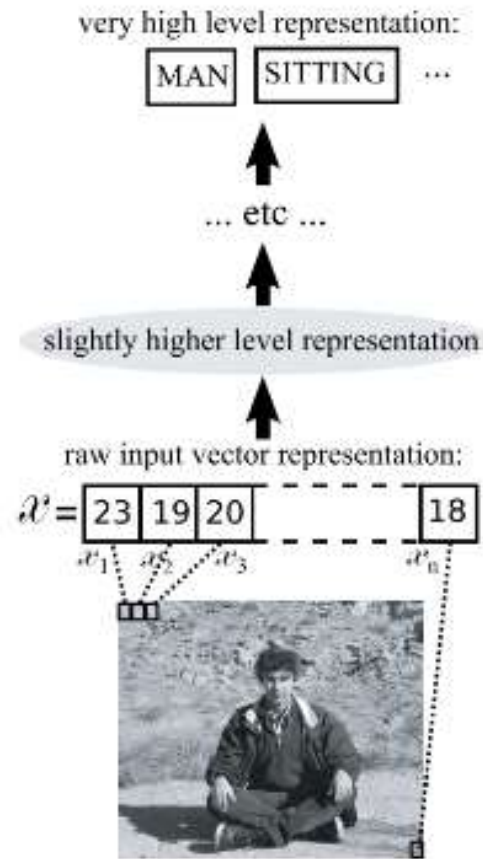 very high level representation:
MAN SITTING ...
... etc ...
slightly higher level representation
raw input vector representation:
x = 23 19 20 18
x1 x2 x3 xn